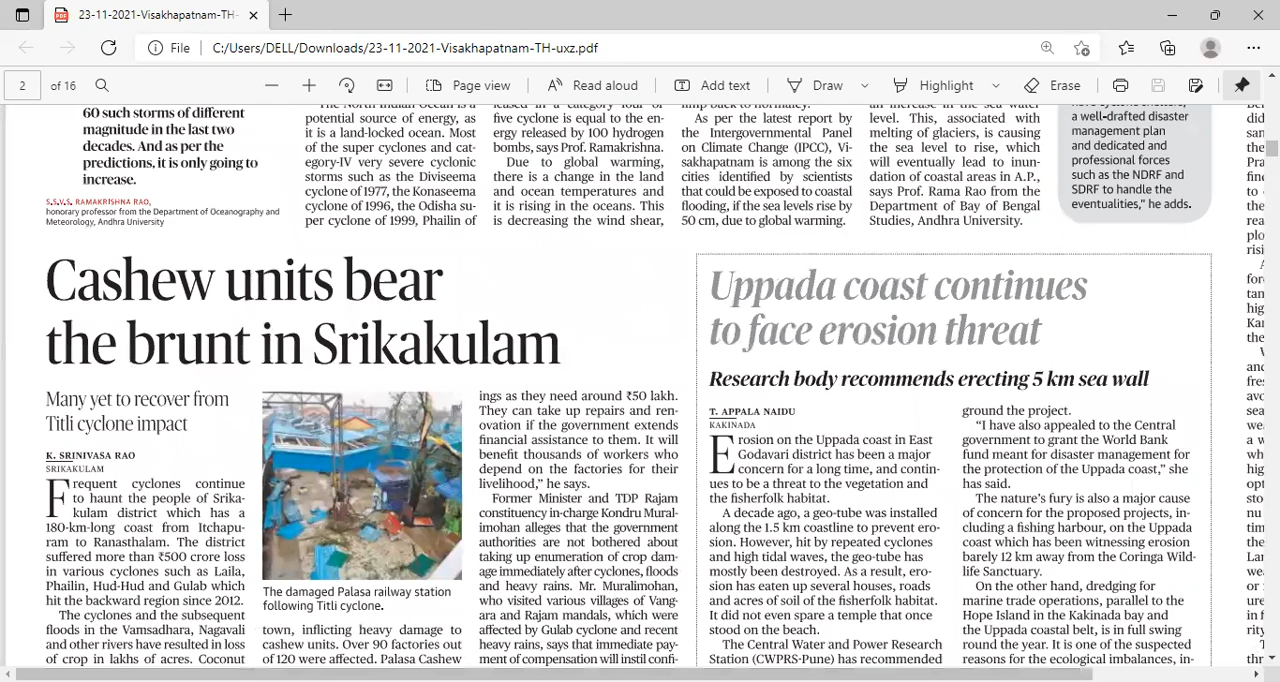 23-11-2021-Visakhapatnam-TH-
File
C:/Users/DELL/Downloads/23-11-2021-Visakhapatnam-TH-uxz.pdf
2 of 16
Page view
Read aloud
Add text
Draw
Highlight
Erase
60 such storms of different
magnitude in the last two
decades. And as per the
predictions, it is only going to
increase.
S.S.V.S. RAMAKRISHNA RAO,
honorary professor from the Department of Oceanography and
Meteorology, Andhra University
The North Indian Ocean is a
potential source of energy, as
it is a land-locked ocean. Most
of the super cyclones and cat-
egory-IV very severe cyclonic
storms such as the Diviseema
cyclone of 1977, the Konaseema
cyclone of 1996, the Odisha su-
per cyclone of 1999, Phailin of
leased in a category four or
five cyclone is equal to the en-
ergy released by 100 hydrogen
bombs, says Prof. Ramakrishna.
Due to global warming,
there is a change in the land
and ocean temperatures and
it is rising in the oceans. This
is decreasing the wind shear,
limp back to normalcy.
As per the latest report by
the Intergovernmental Panel
on Climate Change (IPCC), Vi-
sakhapatnam is among the six
cities identified by scientists
that could be exposed to coastal
flooding, if the sea levels rise by
50 cm, due to global warming.
an increase in the sea water
level. This, associated with
melting of glaciers, is causing
the sea level to rise, which
will eventually lead to inun-
dation of coastal areas in A.P.,
says Prof. Rama Rao from the
Department of Bay of Bengal
Studies, Andhra University.
have cyclone shelters,
a well-drafted disaster
management plan
and dedicated and
professional forces
such as the NDRF and
SDRF to handle the
eventualities," he adds.
Cashew units bear
the brunt in Srikakulam
Many yet to recover from
Titli cyclone impact
K. SRINIVASA RAO
SRIKAKULAM
Frequent cyclones continue
to haunt the people of Srika-
kulam district which has a
180-km-long coast from Itchapu-
ram to Ranasthalam. The
district suffered more than ₹500 crore loss
in various cyclones such as Laila,
Phailin, Hud-Hud and Gulab which
hit the backward region since 2012.
The cyclones and the subsequent
floods in the Vamsadhara, Nagavali
and other rivers have resulted in loss
of crop in lakhs of acres. Coconut
The damaged Palasa railway station
following Titli cyclone.
town, inflicting heavy damage to
cashew units. Over 90 factories out
of 120 were affected. Palasa Cashew
ings as they need around ₹50 lakh.
They can take up repairs and ren-
ovation if the government extends
financial assistance to them. It will
benefit thousands of workers who
depend on the factories for their
livelihood," he says.
Former Minister and TDP Rajam
constituency in-charge Kondru Mural-
imohan alleges that the government
authorities are not bothered about
taking up enumeration of crop dam-
age immediately after cyclones, floods
and heavy rains. Mr. Muralimohan,
who visited various villages of Vang-
ara and Rajam mandals, which were
affected by Gulab cyclone and recent
heavy rains, says that immediate pay-
ment of compensation will instil confi-
Uppada coast continues
to face erosion threat
Research body recommends erecting 5 km sea wall
T. APPALA NAIDU
KAKINADA
Erosion on the Uppada coast in East
Godavari district has been a major
concern for a long time, and contin-
ues to be a threat to the vegetation and
the fisherfolk habitat.
A decade ago, a geo-tube was installed
along the 1.5 km coastline to prevent ero-
sion. However, hit by repeated cyclones
and high tidal waves, the geo-tube has
mostly been destroyed. As a result, ero-
sion has eaten up several houses, roads
and acres of soil of the fisherfolk habitat.
It did not even spare a temple that once
stood on the beach.
The Central Water and Power Research
Station (CWPRS-Pune) has recommended
ground the project.
"I have also appealed to the Central
government to grant the World Bank
fund meant for disaster management for
the protection of the Uppada coast," she
has said.
The nature's fury is also a major cause
of concern for the proposed projects, in-
cluding a fishing harbour, on the Uppada
coast which has been witnessing erosion
barely 12 km away from the Coringa Wild-
life Sanctuary.
On the other hand, dredging for
marine trade operations, parallel to the
Hope Island in the Kakinada bay and
the Uppada coastal belt, is in full swing
round the year. It is one of the suspected
reasons for the ecological imbalances, in-